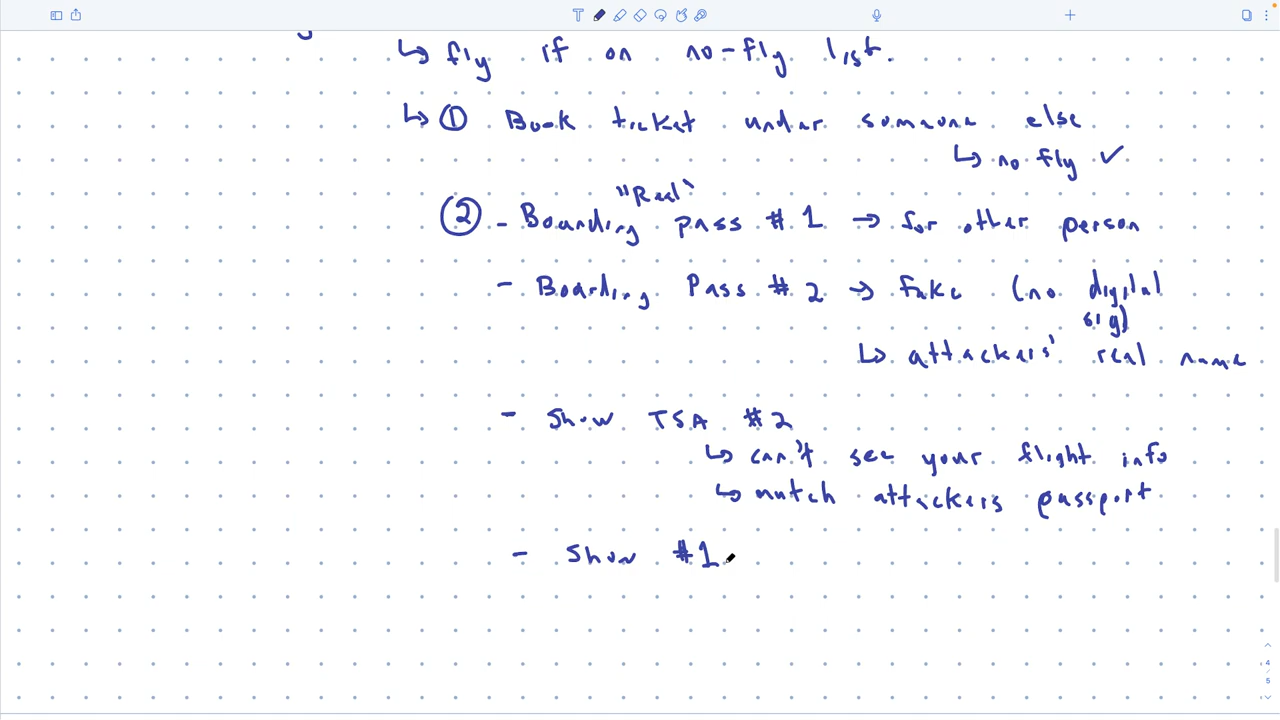 ↳ fly if on no-fly list.
↳ ① Book ticket under someone else
↳ no fly ✓
"Real"
② - Boarding pass #1 → for other person
- Boarding Pass #2 → fake (no digital
sig)
↳ attackers' real name
- Show TSA #2
↳ can't see your flight info
↳ match attackers passport
- Show #1
4
5